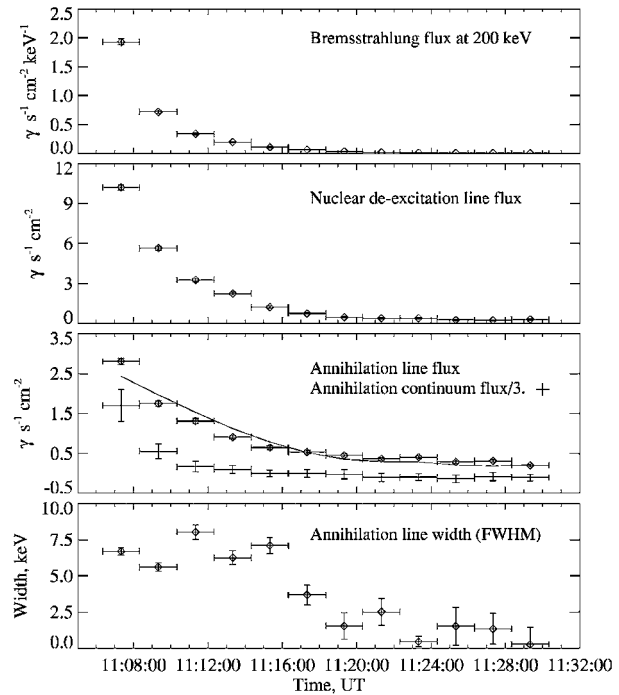 2.5
Bremsstrahlung flux at 200 keV
2.0
1.5
1.0
0.5
0.0
γ s⁻¹ cm⁻² keV⁻¹
12
Nuclear de-excitation line flux
9
6
3
0
γ s⁻¹ cm⁻²
3.5
Annihilation line flux
Annihilation continuum flux/3. +
2.5
1.5
0.5
-0.5
γ s⁻¹ cm⁻²
10.0
Annihilation line width (FWHM)
7.5
5.0
2.5
0.0
Width, keV
11:08:00 11:12:00 11:16:00 11:20:00 11:24:00 11:28:00 11:32:00
Time, UT